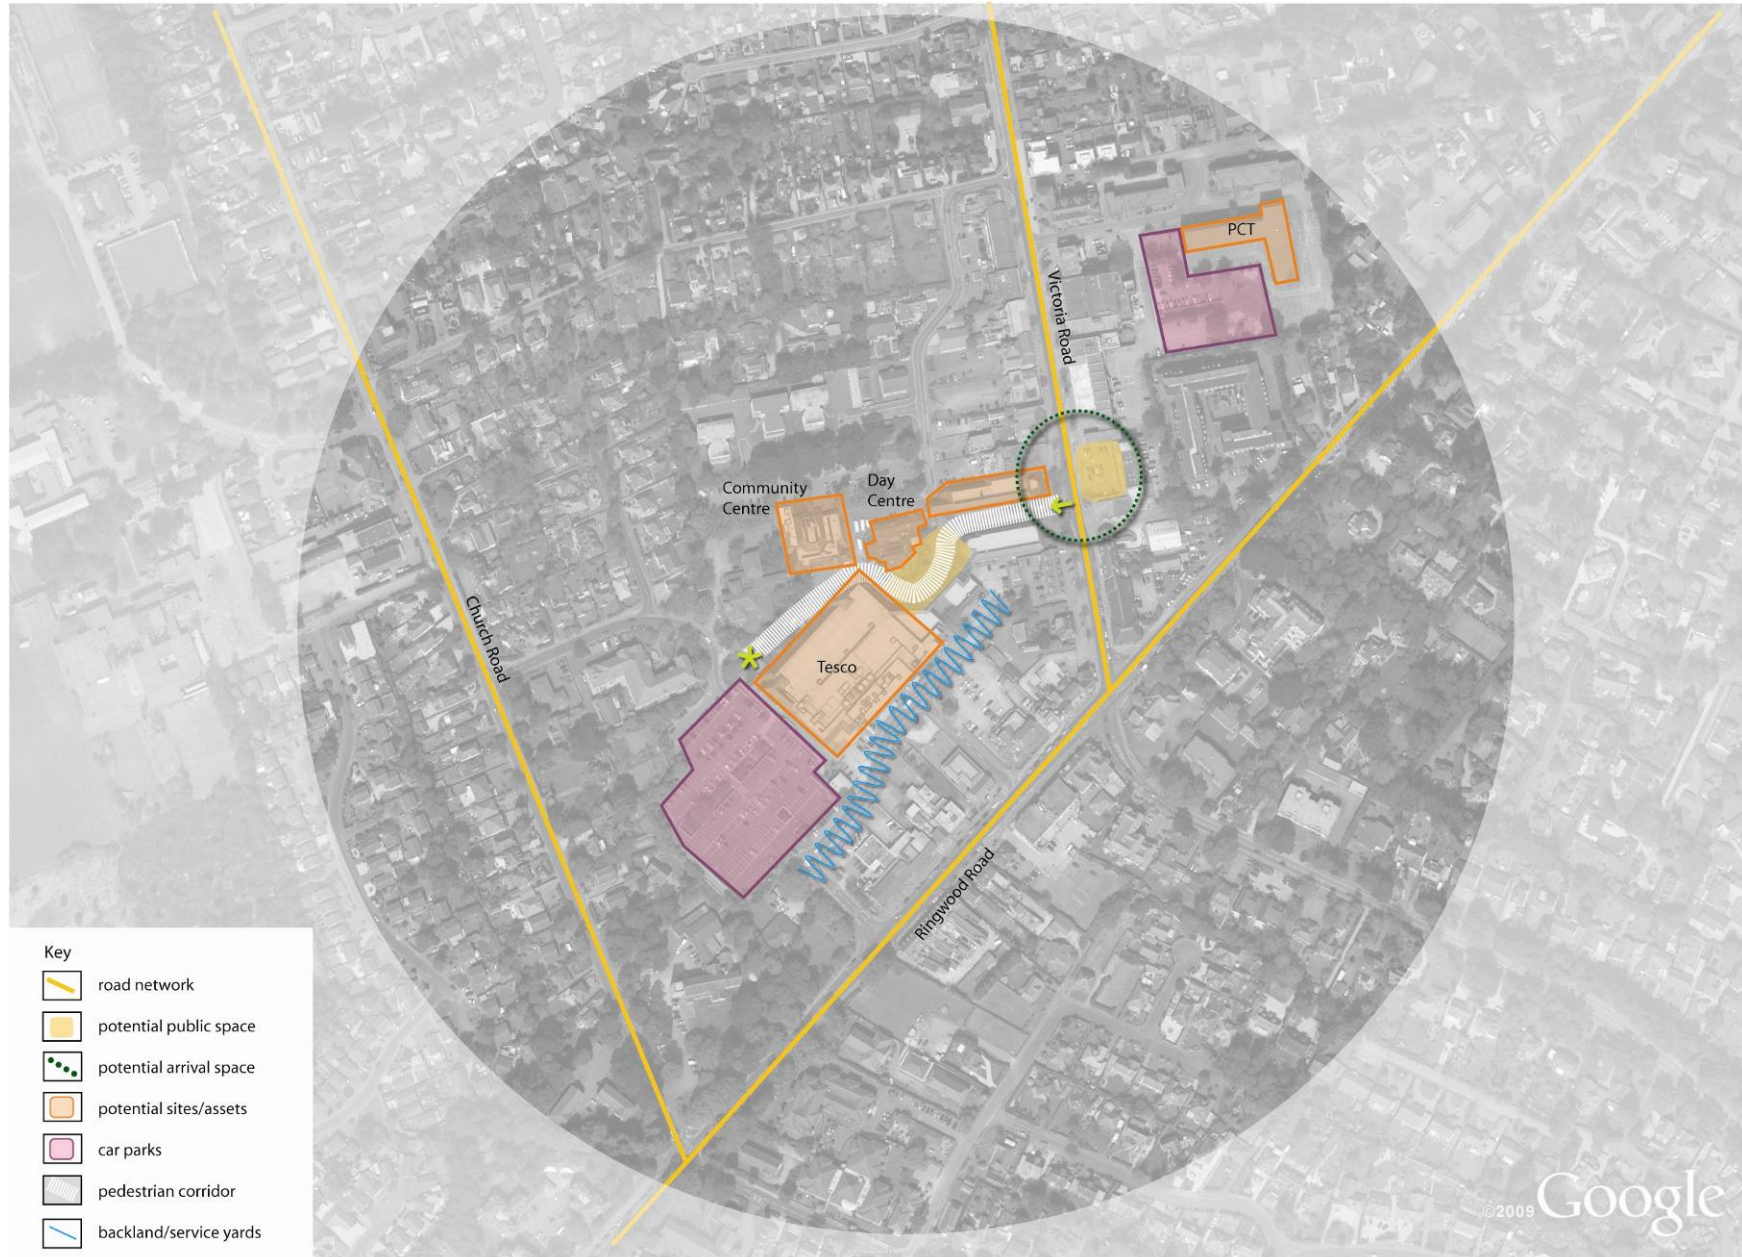 PCT
Victoria Road
Community
Centre
Day
Centre
Church Road
Tesco
Ringwood Road
Key
road network
potential public space
potential arrival space
potential sites/assets
car parks
pedestrian corridor
backland/service yards
©2009 Google